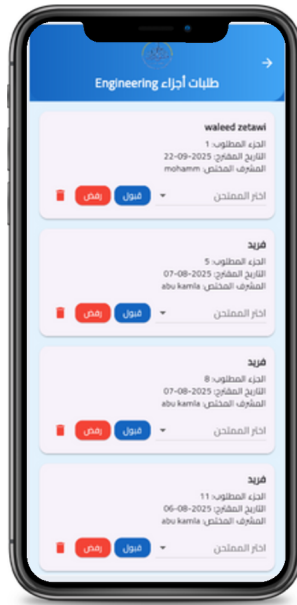 طلبات أجزاء Engineering
waleed zetawi
الجزء المطلوب: 1
التاريخ المقترح: 2025-09-22
المشرف المختص: mohamm
اختر الممتحن قبول رفض
فريد
الجزء المطلوب: 5
التاريخ المقترح: 2025-08-07
المشرف المختص: abu kamla
اختر الممتحن قبول رفض
فريد
الجزء المطلوب: 8
التاريخ المقترح: 2025-08-07
المشرف المختص: abu kamla
اختر الممتحن قبول رفض
فريد
الجزء المطلوب: 11
التاريخ المقترح: 2025-08-06
المشرف المختص: abu kamla
اختر الممتحن قبول رفض